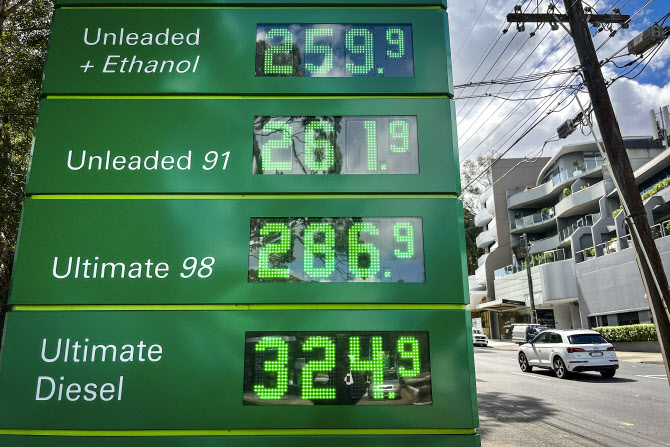 Unleaded 259.9
+ Ethanol
Unleaded 91 261.9
Ultimate 98 286.9
Ultimate 324.9
Diesel